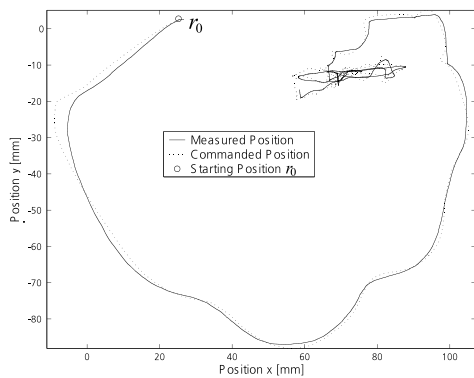 0
-10
-20
-30
-40
-50
-60
-70
-80
Position y [mm]
r0
Measured Position
Commanded Position
Starting Position r0
0 20 40 60 80 100
Position x [mm]